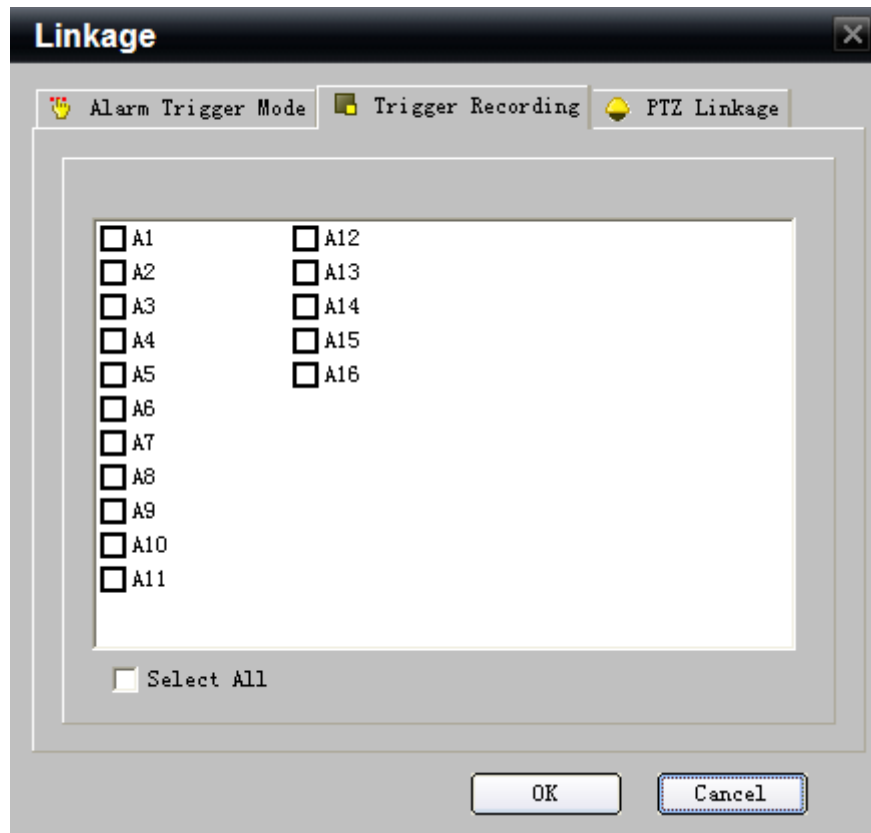 Linkage
Alarm Trigger Mode Trigger Recording PTZ Linkage
A1 A12
A2 A13
A3 A14
A4 A15
A5 A16
A6
A7
A8
A9
A10
A11
Select All
OK Cancel